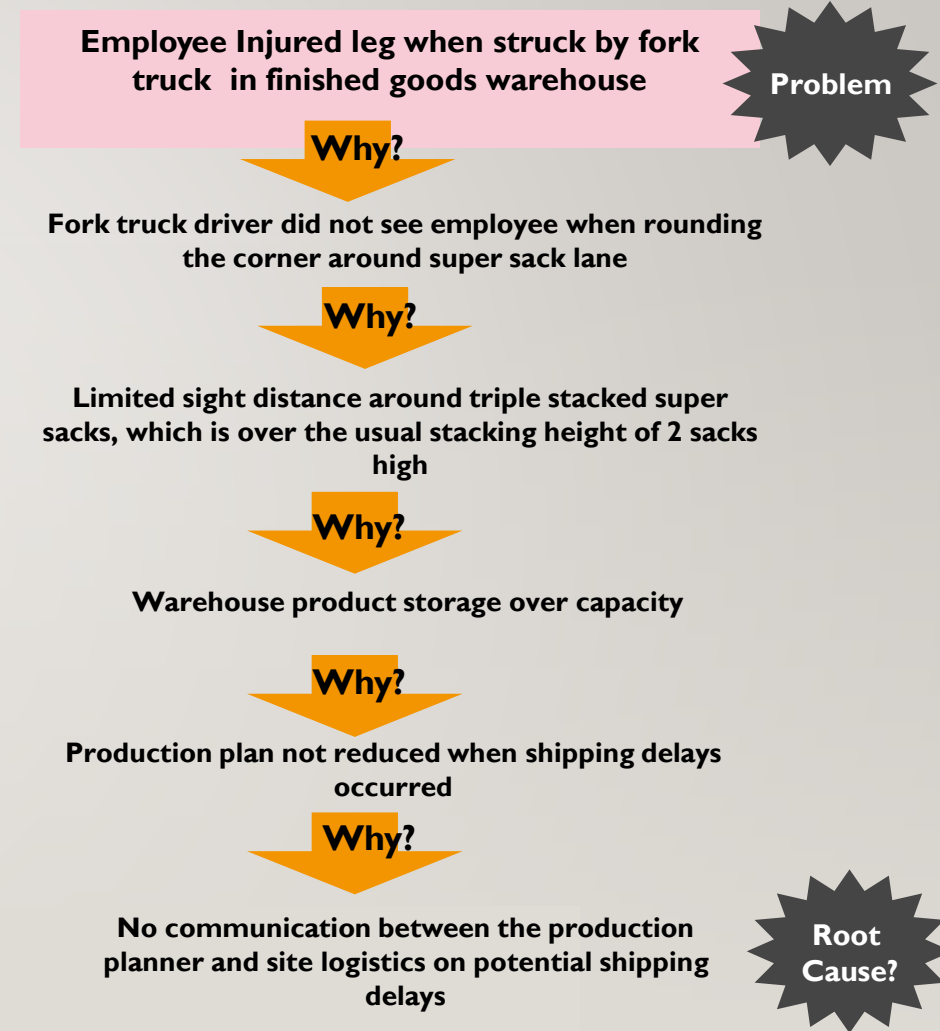 Employee Injured leg when struck by fork
truck in finished goods warehouse
Problem
Why?
Fork truck driver did not see employee when rounding
the corner around super sack lane
Why?
Limited sight distance around triple stacked super
sacks, which is over the usual stacking height of 2 sacks
high
Why?
Warehouse product storage over capacity
Why?
Production plan not reduced when shipping delays
occurred
Why?
No communication between the production
planner and site logistics on potential shipping
delays
Root
Cause?